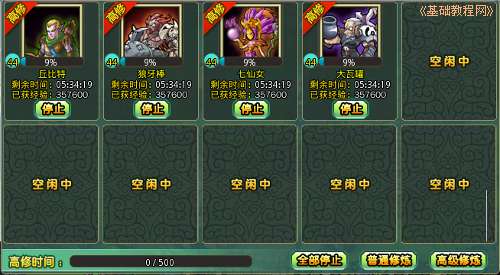 高修 高修 高修 高修 《基础教程网》
44 9% 44 9% 44 9% 44 9% 空闲中
丘比特 狼牙棒 七仙女 大瓦罐
剩余时间：05:34:19 剩余时间：05:34:19 剩余时间：05:34:19 剩余时间：05:34:19
已获经验：357600 已获经验：357600 已获经验：357600 已获经验：357600
停止 停止 停止 停止
空闲中 空闲中 空闲中 空闲中 空闲中
高修时间： 0/500 全部停止 普通修炼 高级修炼